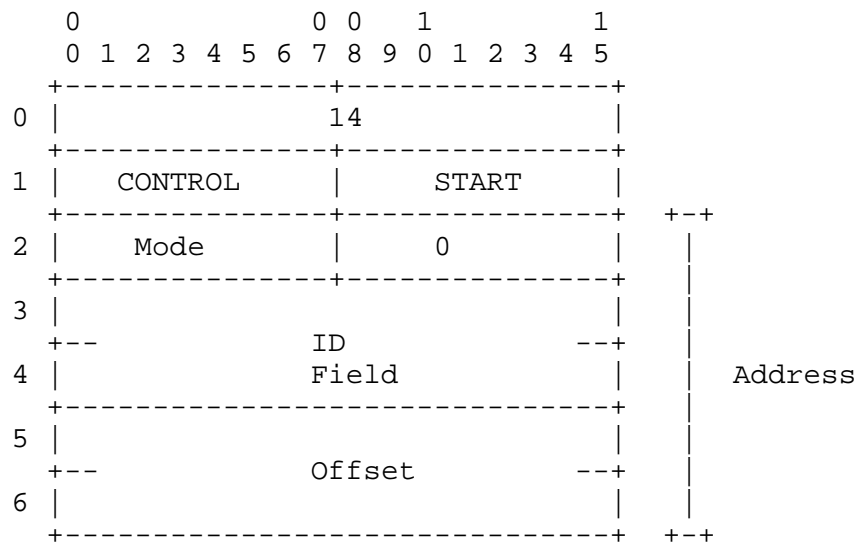 0 0 0 1 1
0 1 2 3 4 5 6 7 8 9 0 1 2 3 4 5
0 14
1 CONTROL START
2 Mode 0
3
ID
4 Field Address
5
Offset
6